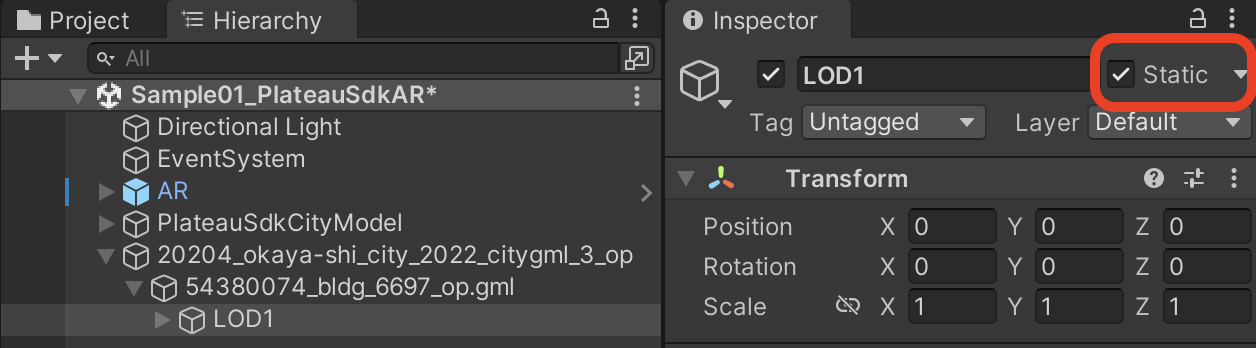 Project
Hierarchy
All
Sample01_PlateauSdkAR*
Directional Light
EventSystem
AR
PlateauSdkCityModel
20204_okaya-shi_city_2022_citygml_3_op
54380074_bldg_6697_op.gml
LOD1
Inspector
LOD1
Static
Tag Untagged Layer Default
Transform
Position X 0 Y 0 Z 0
Rotation X 0 Y 0 Z 0
Scale X 1 Y 1 Z 1